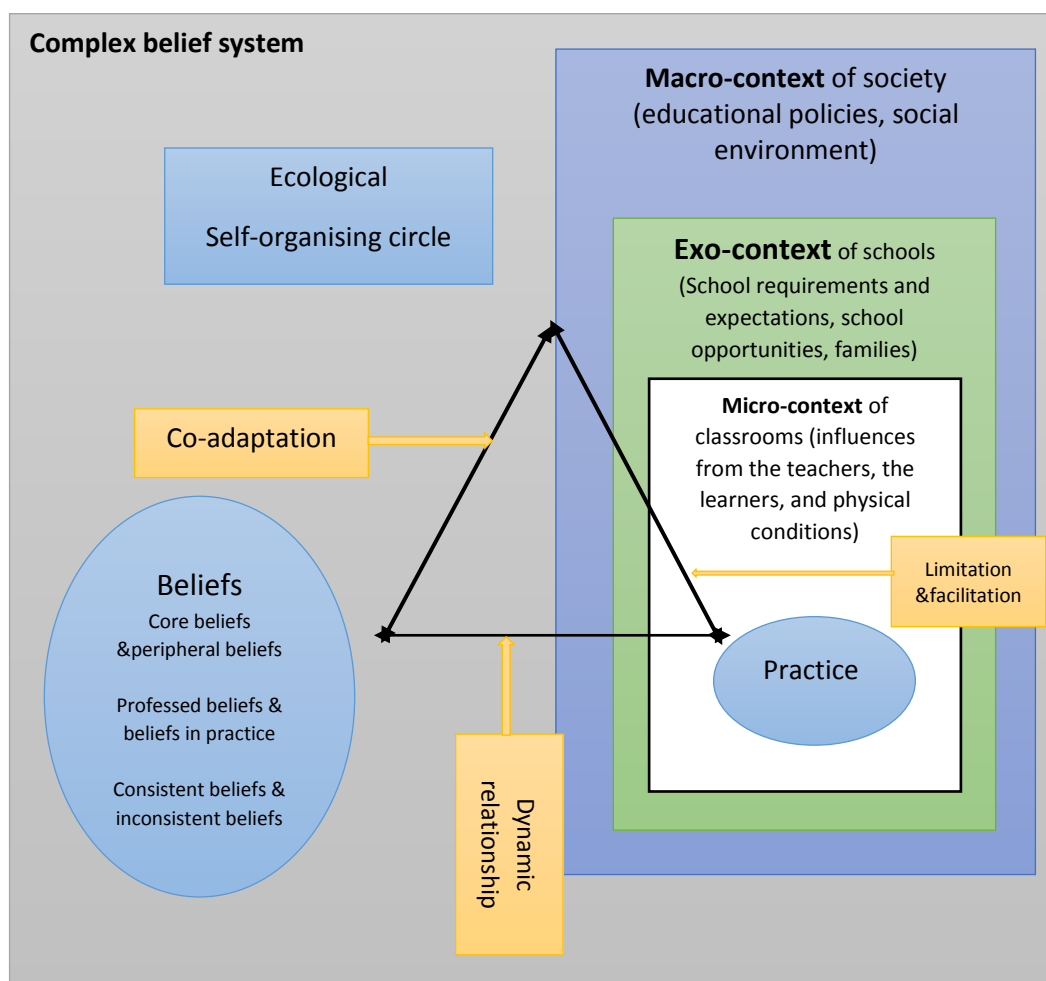 Complex belief system
Macro-context of society
(educational policies, social
environment)
Ecological
Self-organising circle
Exo-context of schools
(School requirements and
expectations, school
opportunities, families)
Micro-context of
classrooms (influences
from the teachers, the
learners, and physical
conditions)
Co-adaptation
Limitation
&facilitation
Beliefs
Core beliefs
&peripheral beliefs
Professed beliefs &
beliefs in practice
Consistent beliefs &
inconsistent beliefs
Practice
Dynamic
relationship